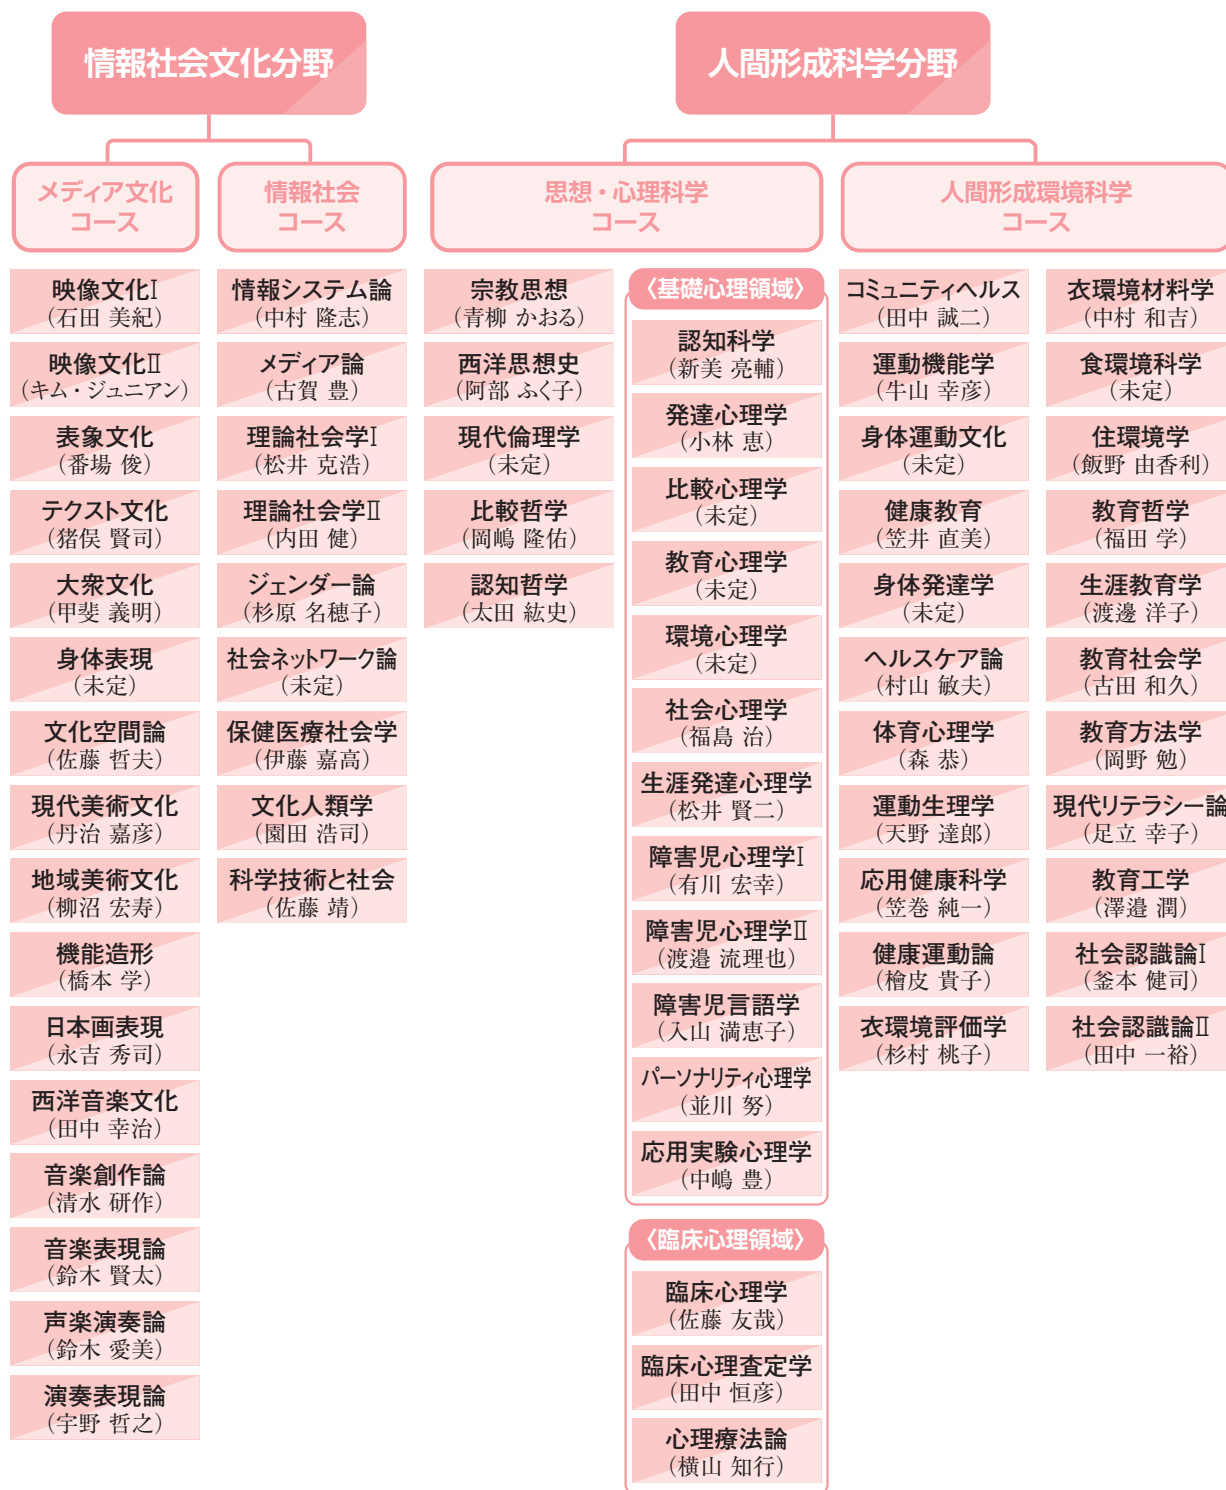 情報社会文化分野
メディア文化
コース
映像文化Ⅰ
（石田 美紀）
映像文化Ⅱ
（キム・ジュニアン）
表象文化
（番場 俊）
テクスト文化
（猪俣 賢司）
大衆文化
（甲斐 義明）
身体表現
（未定）
文化空間論
（佐藤 哲夫）
現代美術文化
（丹治 嘉彦）
地域美術文化
（柳沼 宏寿）
機能造形
（橋本 学）
日本画表現
（永吉 秀司）
西洋音楽文化
（田中 幸治）
音楽創作論
（清水 研作）
音楽表現論
（鈴木 賢太）
声楽演奏論
（鈴木 愛美）
演奏表現論
（宇野 哲之）
情報社会
コース
情報システム論
（中村 隆志）
メディア論
（古賀 豊）
理論社会学Ⅰ
（松井 克浩）
理論社会学Ⅱ
（内田 健）
ジェンダー論
（杉原 名穂子）
社会ネットワーク論
（未定）
保健医療社会学
（伊藤 嘉高）
文化人類学
（園田 浩司）
科学技術と社会
（佐藤 靖）
人間形成科学分野
思想・心理科学
コース
宗教思想
（青柳 かおる）
西洋思想史
（阿部 ふく子）
現代倫理学
（未定）
比較哲学
（岡嶋 隆佑）
認知哲学
（太田 紘史）
〈基礎心理領域〉
認知科学
（新美 亮輔）
発達心理学
（小林 恵）
比較心理学
（未定）
教育心理学
（未定）
環境心理学
（未定）
社会心理学
（福島 治）
生涯発達心理学
（松井 賢二）
障害児心理学Ⅰ
（有川 宏幸）
障害児心理学Ⅱ
（渡邉 流理也）
障害児言語学
（入山 満恵子）
パーソナリティ心理学
（並川 努）
応用実験心理学
（中嶋 豊）
〈臨床心理領域〉
臨床心理学
（佐藤 友哉）
臨床心理査定学
（田中 恒彦）
心理療法論
（横山 知行）
人間形成環境科学
コース
コミュニティヘルス
（田中 誠二）
運動機能学
（牛山 幸彦）
身体運動文化
（未定）
健康教育
（笠井 直美）
身体発達学
（未定）
ヘルスケア論
（村山 敏夫）
体育心理学
（森 恭）
運動生理学
（天野 達郎）
応用健康科学
（笠巻 純一）
健康運動論
（檜皮 貴子）
衣環境評価学
（杉村 桃子）
衣環境材料学
（中村 和吉）
食環境科学
（未定）
住環境学
（飯野 由香利）
教育哲学
（福田 学）
生涯教育学
（渡邊 洋子）
教育社会学
（古田 和久）
教育方法学
（岡野 勉）
現代リテラシー論
（足立 幸子）
教育工学
（澤邉 潤）
社会認識論Ⅰ
（釜本 健司）
社会認識論Ⅱ
（田中 一裕）